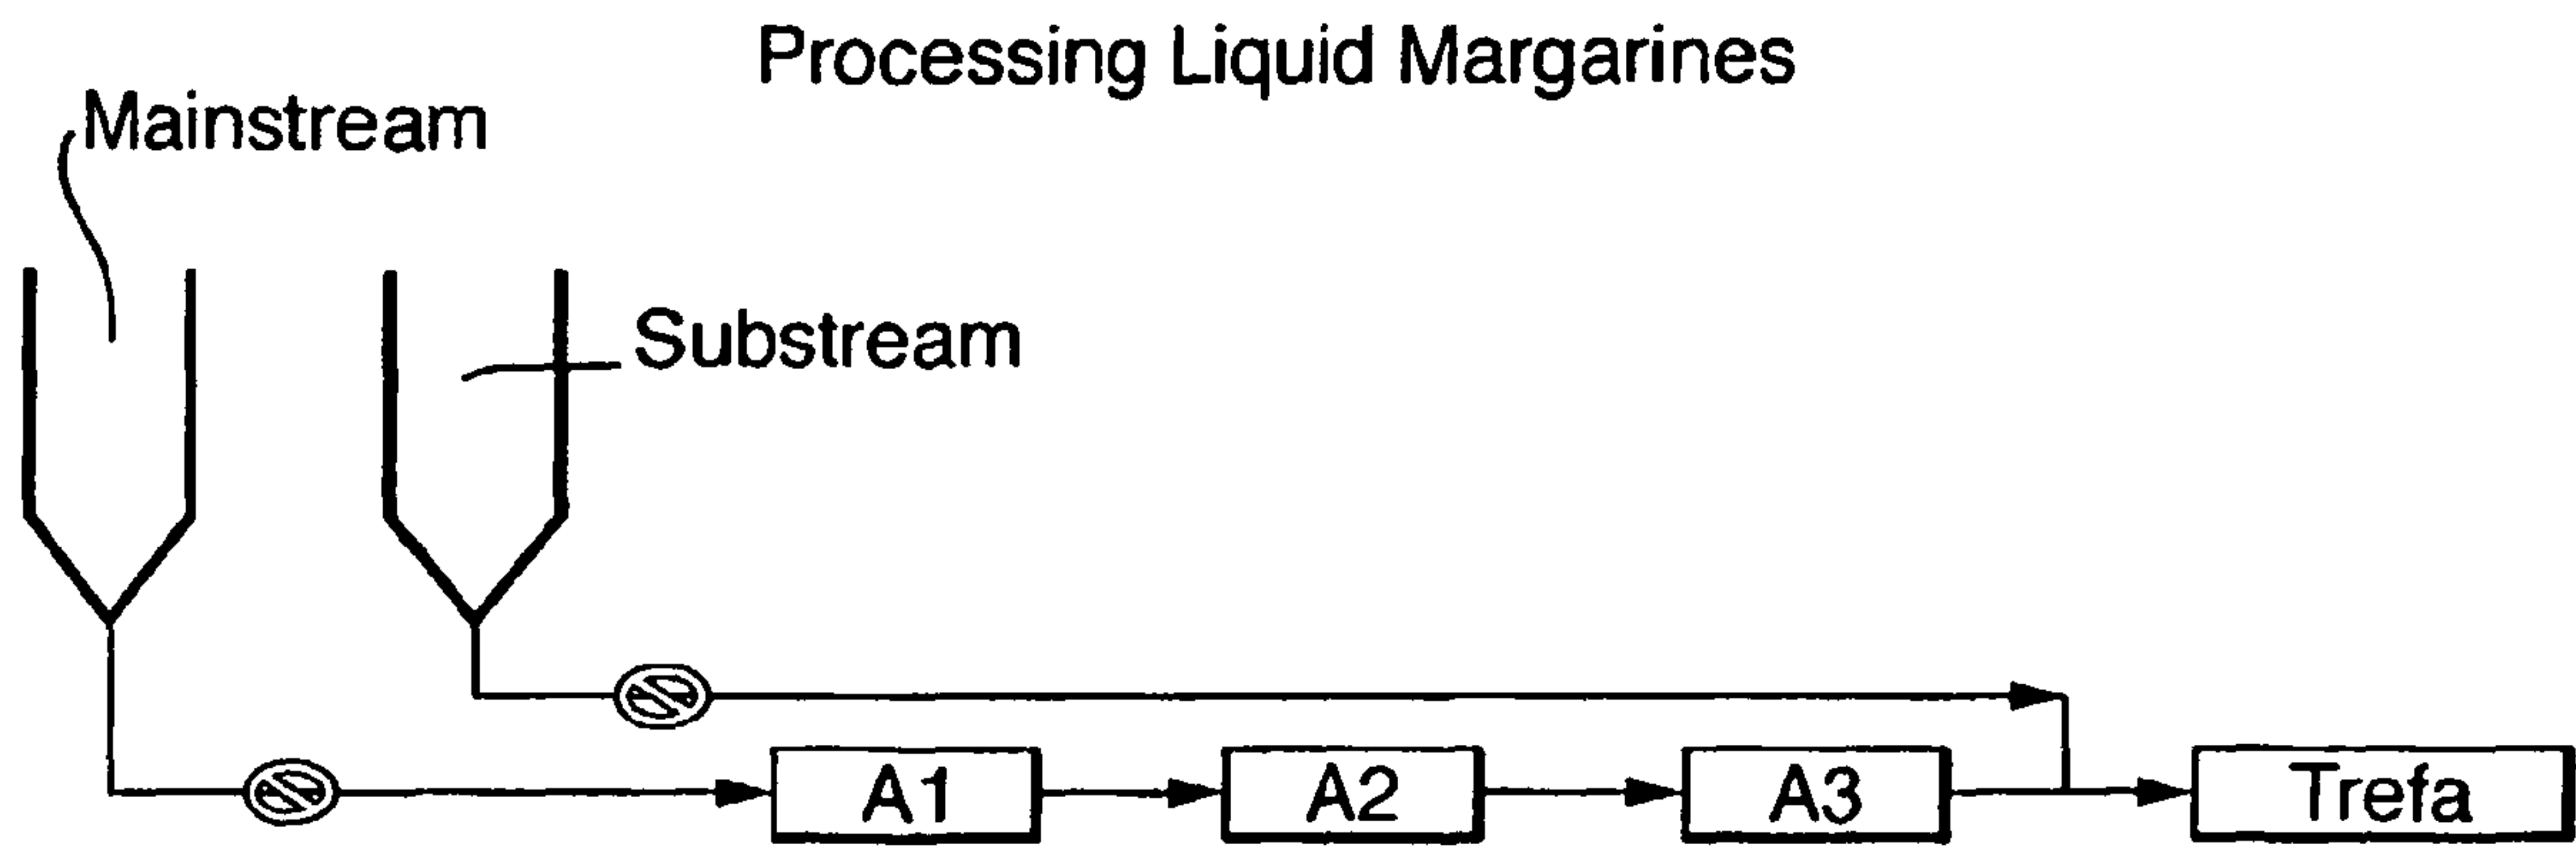 Processing Liquid Margarines
Mainstream
Substream
A1 A2 A3 Trefa